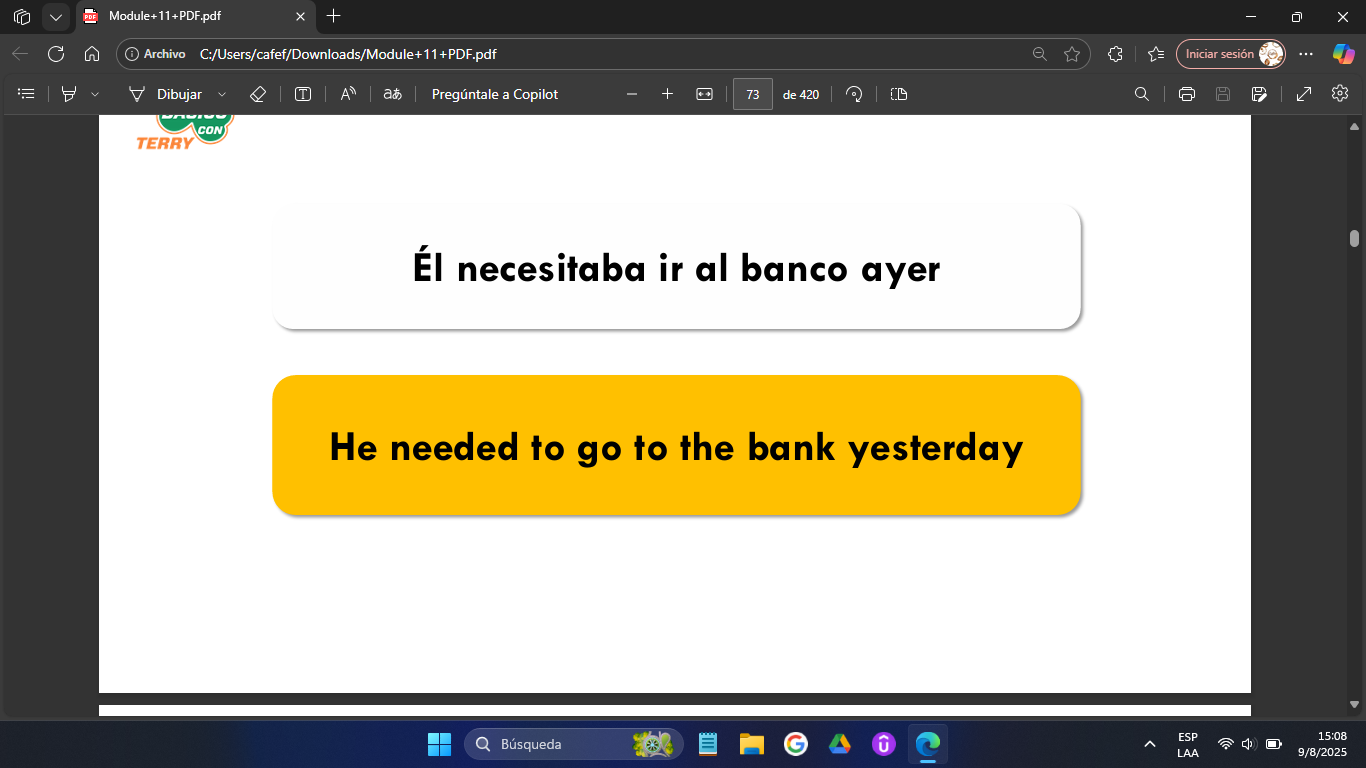 Module+11+PDF.pdf
Archivo C:/Users/cafef/Downloads/Module+11+PDF.pdf Iniciar sesión
Dibujar Pregúntale a Copilot 73 de 420
BÁSICO
CON
TERRY
Él necesitaba ir al banco ayer
He needed to go to the bank yesterday
Búsqueda
ESP
LAA
15:08
9/8/2025